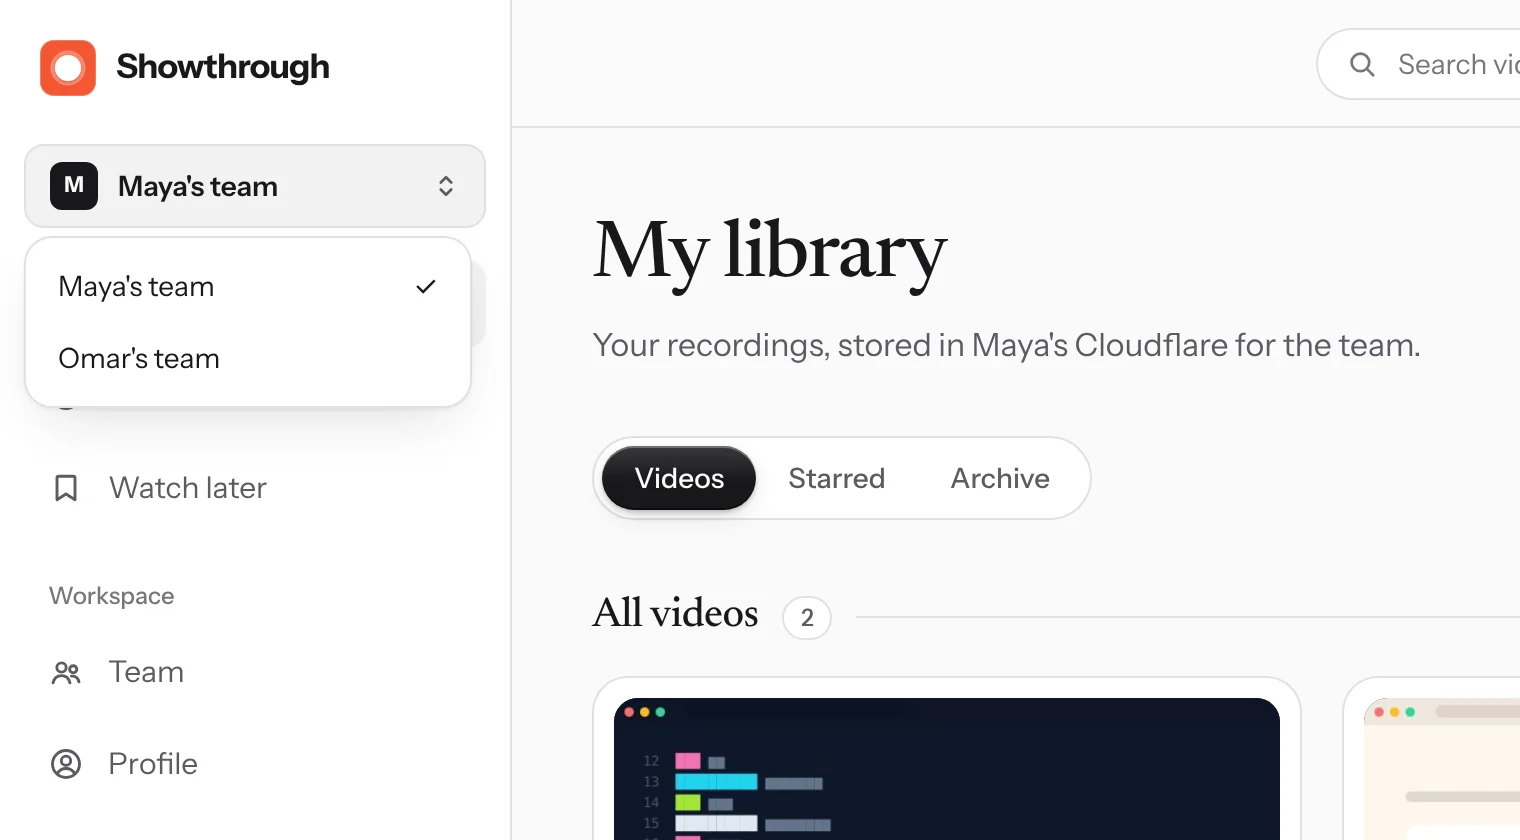 Showthrough
Search vid
M
Maya's team
Maya's team
Omar's team
Watch later
Workspace
Team
Profile
My library
Your recordings, stored in Maya's Cloudflare for the team.
Videos
Starred
Archive
All videos
2
12
13
14
15